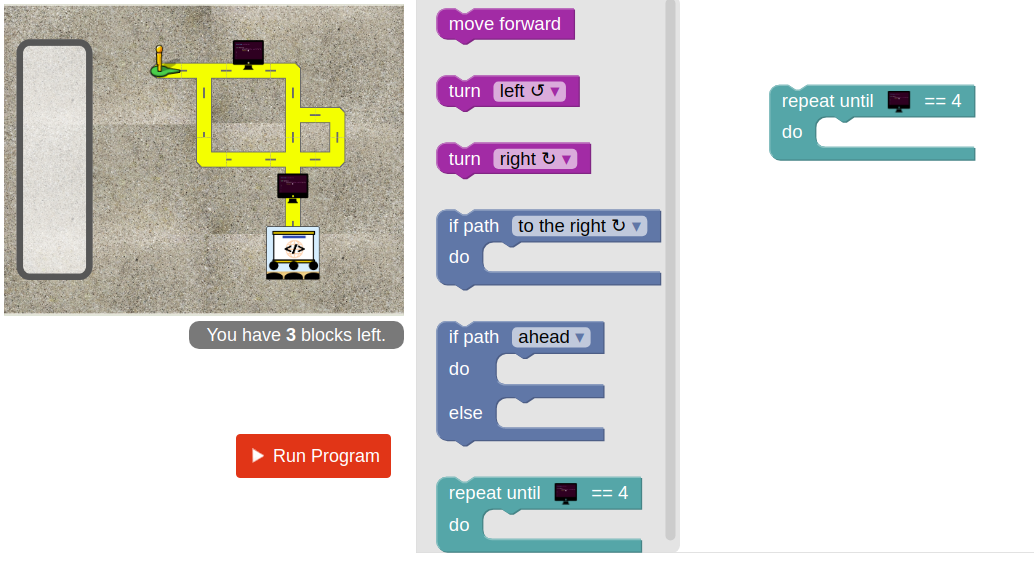 </>
You have 3 blocks left.
Run Program
move forward
turn left ↺ ▼
turn right ↻ ▼
if path to the right ↻ ▼
do
if path ahead ▼
do
else
repeat until == 4
do
repeat until == 4
do